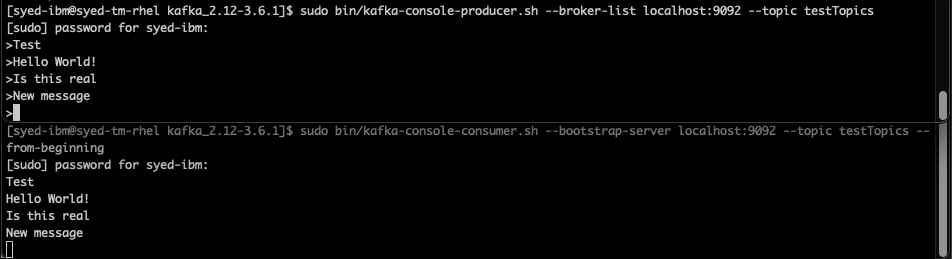 [syed-ibm@syed-tm-rhel kafka_2.12-3.6.1]$ sudo bin/kafka-console-producer.sh --broker-list localhost:9092 --topic testTopics
[sudo] password for syed-ibm:
>Test
>Hello World!
>Is this real
>New message
>
[syed-ibm@syed-tm-rhel kafka_2.12-3.6.1]$ sudo bin/kafka-console-consumer.sh --bootstrap-server localhost:9092 --topic testTopics --
from-beginning
[sudo] password for syed-ibm:
Test
Hello World!
Is this real
New message